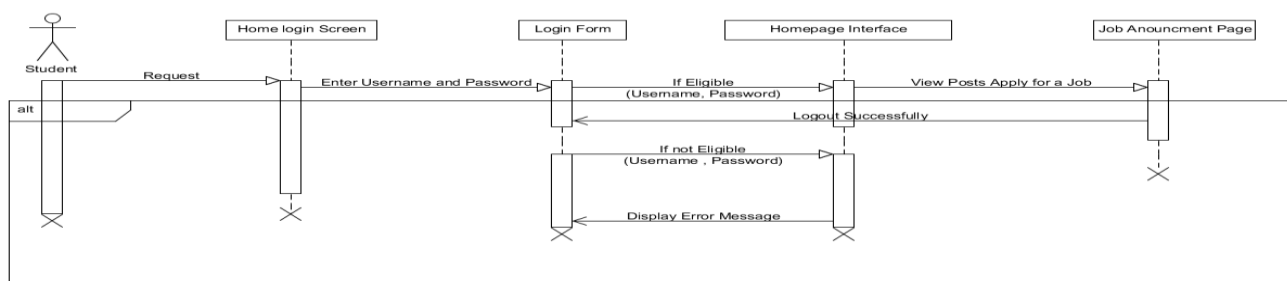 Home login Screen
Login Form
Homepage Interface
Job Anouncment Page
Student
Request
Enter Username and Password
If Eligible
(Username, Password)
View Posts Apply for a Job
alt
Logout Successfully
If not Eligible
(Username , Password)
Display Error Message